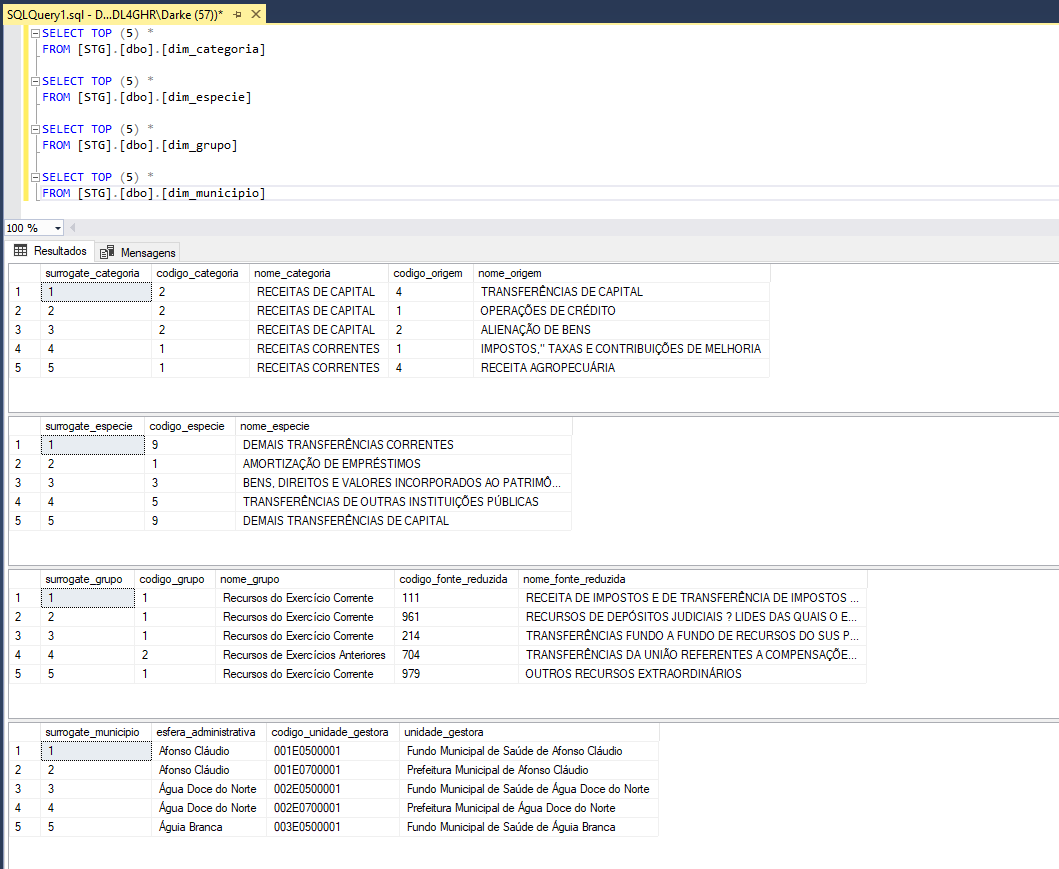 SQLQuery1.sql - D...DL4GHR\Darke (57))*
SELECT TOP (5) *
FROM [STG].[dbo].[dim_categoria]
SELECT TOP (5) *
FROM [STG].[dbo].[dim_especie]
SELECT TOP (5) *
FROM [STG].[dbo].[dim_grupo]
SELECT TOP (5) *
FROM [STG].[dbo].[dim_municipio]
100 %
Resultados Mensagens
surrogate_categoria codigo_categoria nome_categoria codigo_origem nome_origem
1 1 2 RECEITAS DE CAPITAL 4 TRANSFERÊNCIAS DE CAPITAL
2 2 2 RECEITAS DE CAPITAL 1 OPERAÇÕES DE CRÉDITO
3 3 2 RECEITAS DE CAPITAL 2 ALIENAÇÃO DE BENS
4 4 1 RECEITAS CORRENTES 1 IMPOSTOS," TAXAS E CONTRIBUIÇÕES DE MELHORIA
5 5 1 RECEITAS CORRENTES 4 RECEITA AGROPECUÁRIA
surrogate_especie codigo_especie nome_especie
1 1 9 DEMAIS TRANSFERÊNCIAS CORRENTES
2 2 1 AMORTIZAÇÃO DE EMPRÉSTIMOS
3 3 3 BENS, DIREITOS E VALORES INCORPORADOS AO PATRIMÔ...
4 4 5 TRANSFERÊNCIAS DE OUTRAS INSTITUIÇÕES PÚBLICAS
5 5 9 DEMAIS TRANSFERÊNCIAS DE CAPITAL
surrogate_grupo codigo_grupo nome_grupo codigo_fonte_reduzida nome_fonte_reduzida
1 1 1 Recursos do Exercício Corrente 111 RECEITA DE IMPOSTOS E DE TRANSFERÊNCIA DE IMPOSTOS ...
2 2 1 Recursos do Exercício Corrente 961 RECURSOS DE DEPÓSITOS JUDICIAIS ? LIDES DAS QUAIS O E...
3 3 1 Recursos do Exercício Corrente 214 TRANSFERÊNCIAS FUNDO A FUNDO DE RECURSOS DO SUS P...
4 4 2 Recursos de Exercícios Anteriores 704 TRANSFERÊNCIAS DA UNIÃO REFERENTES A COMPENSAÇÕE...
5 5 1 Recursos do Exercício Corrente 979 OUTROS RECURSOS EXTRAORDINÁRIOS
surrogate_municipio esfera_administrativa codigo_unidade_gestora unidade_gestora
1 1 Afonso Cláudio 001E0500001 Fundo Municipal de Saúde de Afonso Cláudio
2 2 Afonso Cláudio 001E0700001 Prefeitura Municipal de Afonso Cláudio
3 3 Água Doce do Norte 002E0500001 Fundo Municipal de Saúde de Água Doce do Norte
4 4 Água Doce do Norte 002E0700001 Prefeitura Municipal de Água Doce do Norte
5 5 Águia Branca 003E0500001 Fundo Municipal de Saúde de Águia Branca